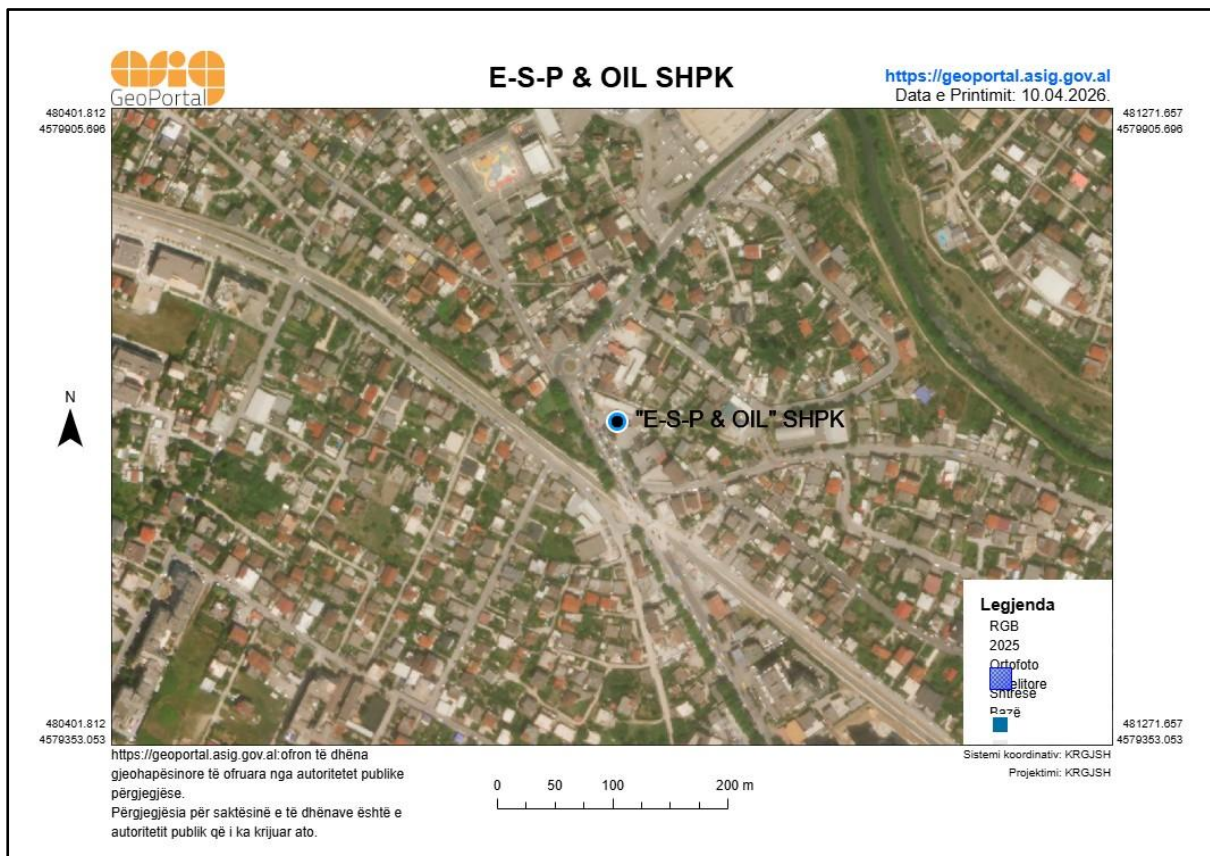 asig
GeoPortal
E-S-P & OIL SHPK
https://geoportal.asig.gov.al
Data e Printimit: 10.04.2026.
480401.812
4579905.696
481271.657
4579905.696
N
"E-S-P & OIL" SHPK
Legjenda
RGB
2025
Ortofoto
Shtresë
Bazë
480401.812
4579353.053
481271.657
4579353.053
https://geoportal.asig.gov.al:ofron të dhëna
gjeohapësinore të ofruara nga autoritetet publike
përgjegjëse.
Përgjegjësia për saktësinë e të dhënave është e
autoritetit publik që i ka krijuar ato.
0 50 100 200 m
Sistemi koordinativ: KRGJSH
Projektimi: KRGJSH